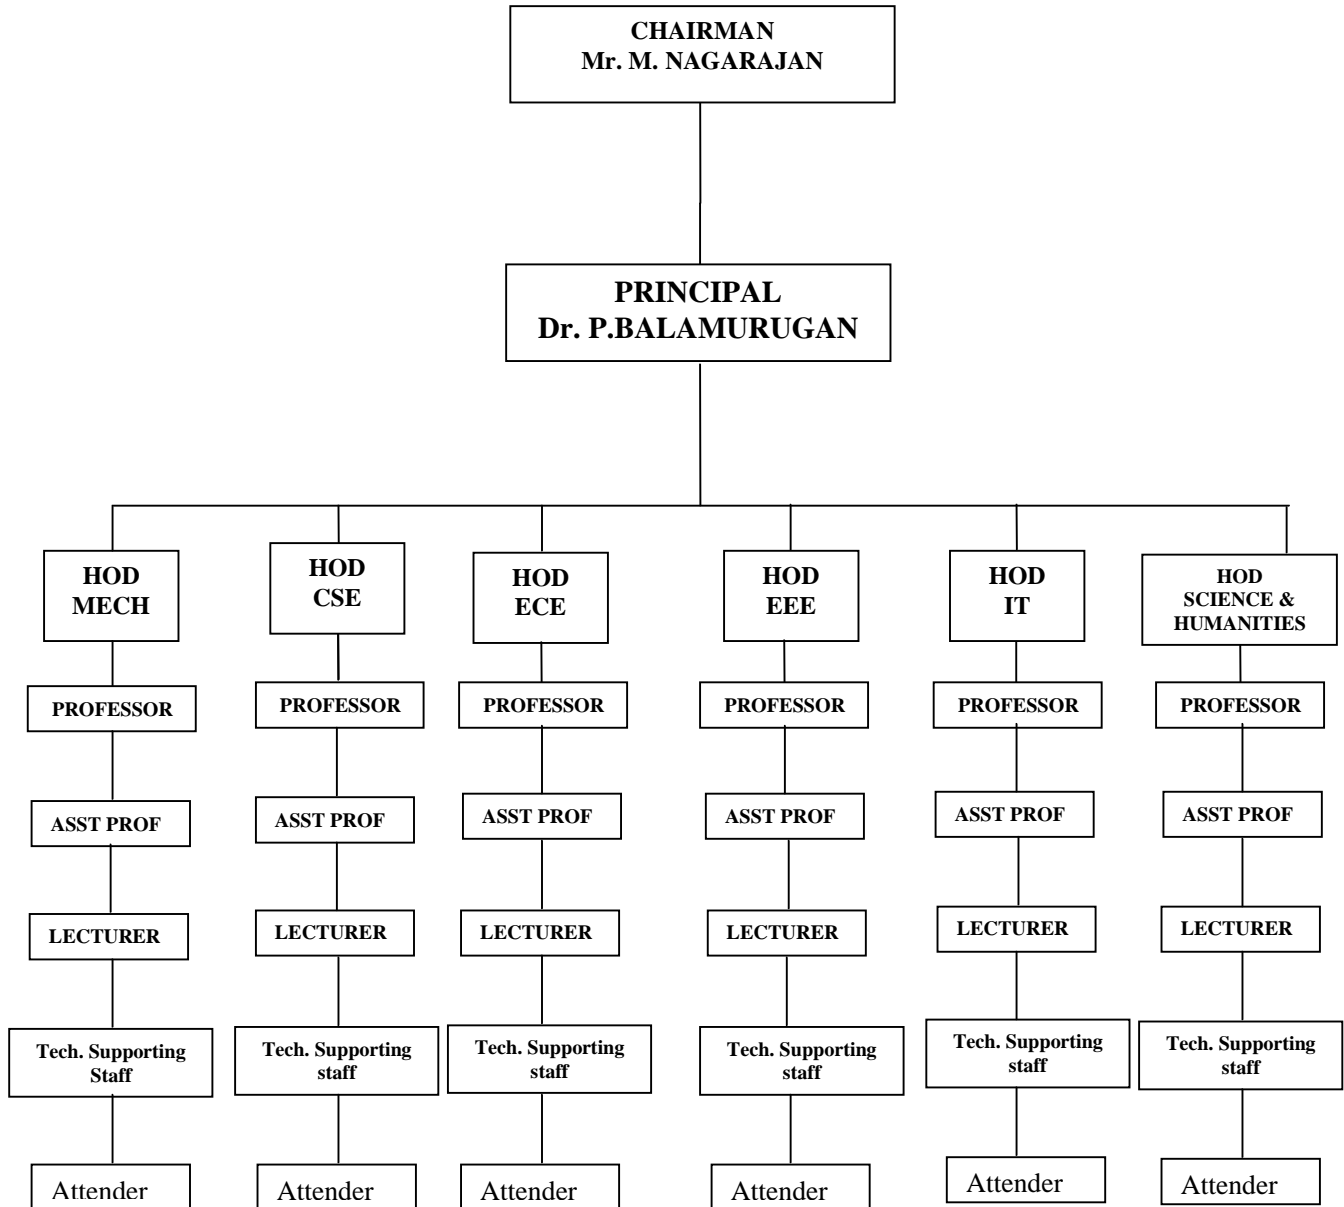 CHAIRMAN
Mr. M. NAGARAJAN
PRINCIPAL
Dr. P.BALAMURUGAN
HOD
MECH
HOD
CSE
HOD
ECE
HOD
EEE
HOD
IT
HOD
SCIENCE &
HUMANITIES
PROFESSOR
PROFESSOR
PROFESSOR
PROFESSOR
PROFESSOR
PROFESSOR
ASST PROF
ASST PROF
ASST PROF
ASST PROF
ASST PROF
ASST PROF
LECTURER
LECTURER
LECTURER
LECTURER
LECTURER
LECTURER
Tech. Supporting
Staff
Tech. Supporting
staff
Tech. Supporting
staff
Tech. Supporting
staff
Tech. Supporting
staff
Tech. Supporting
staff
Attender
Attender
Attender
Attender
Attender
Attender